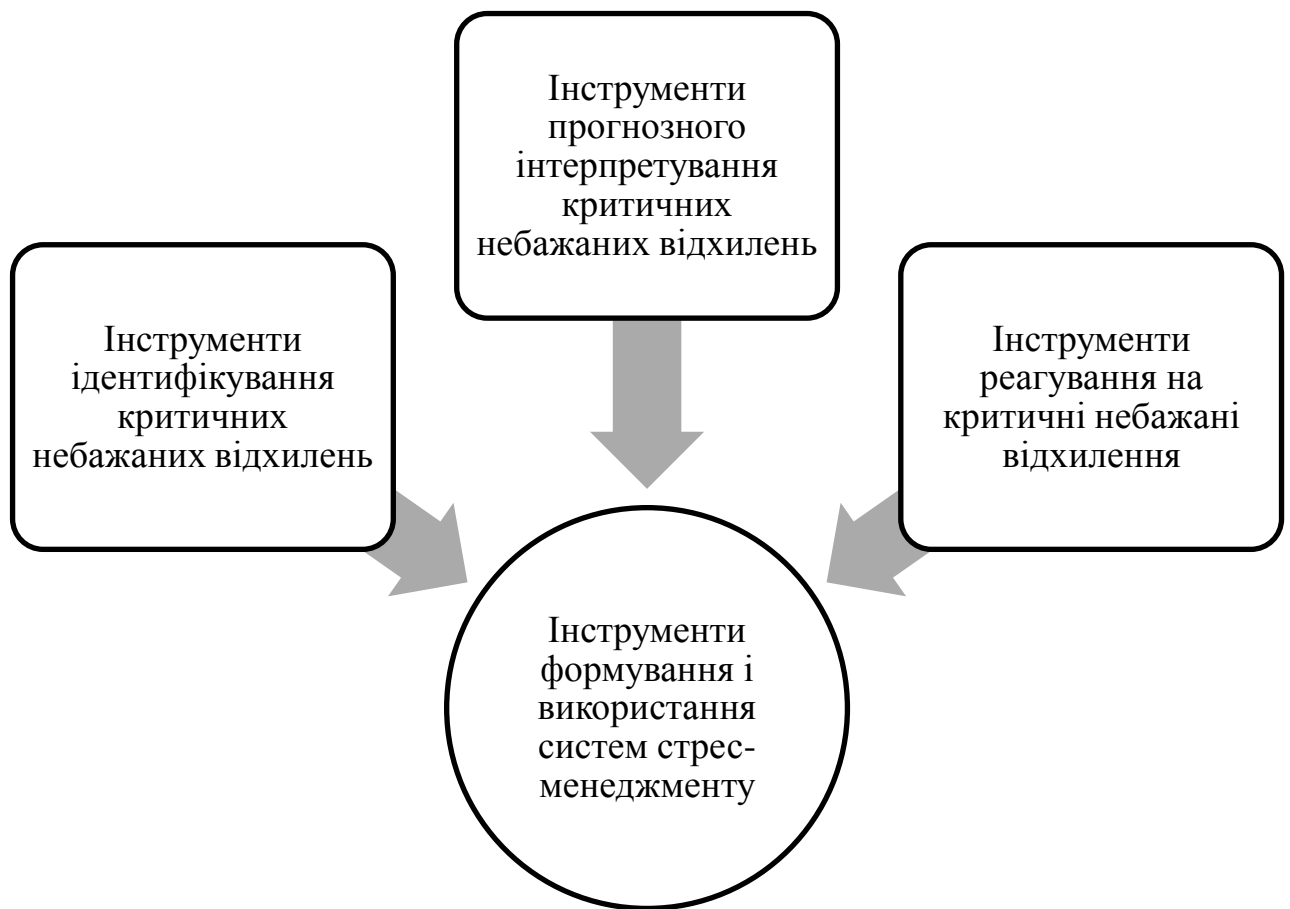 Інструменти
прогнозного
інтерпретування
критичних
небажаних відхилень
Інструменти
ідентифікування
критичних
небажаних відхилень
Інструменти
реагування на
критичні небажані
відхилення
Інструменти
формування і
використання
систем стрес-
менеджменту